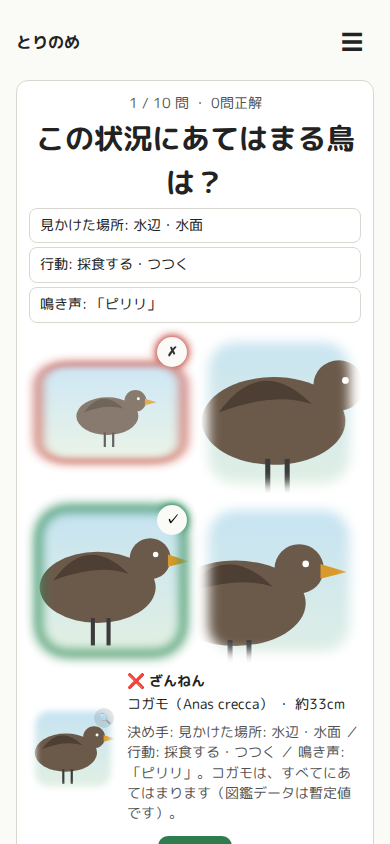 とりのめ
1 / 10 問 · 0問正解
この状況にあてはまる鳥
は？
見かけた場所: 水辺・水面
行動: 採食する・つつく
鳴き声: 「ピリリ」
✗
✓
❌ ざんねん
コガモ（Anas crecca） · 約33cm
決め手: 見かけた場所: 水辺・水面 ／
行動: 採食する・つつく ／ 鳴き声:
「ピリリ」。コガモは、すべてにあ
てはまります（図鑑データは暫定値
です）。